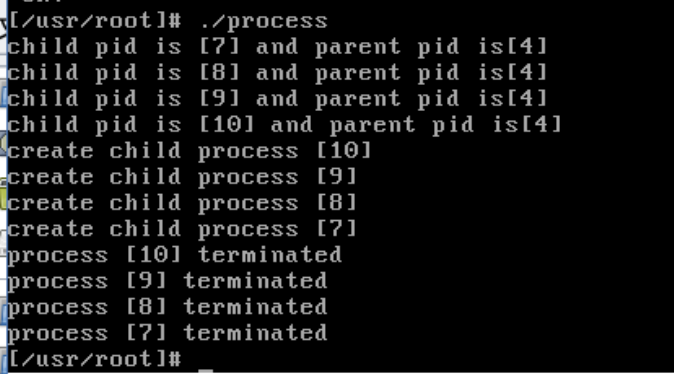 [/usr/root]# ./process
child pid is [7] and parent pid is[4]
child pid is [8] and parent pid is[4]
child pid is [9] and parent pid is[4]
child pid is [10] and parent pid is[4]
create child process [10]
create child process [9]
create child process [8]
create child process [7]
process [10] terminated
process [9] terminated
process [8] terminated
process [7] terminated
[/usr/root]#